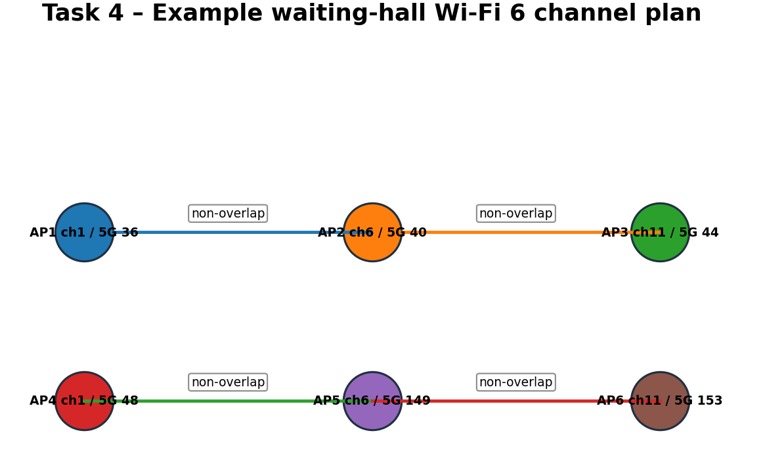 Task 4 – Example waiting-hall Wi-Fi 6 channel plan
non-overlap
non-overlap
AP1 ch1 / 5G 36
AP2 ch6 / 5G 40
AP3 ch11 / 5G 44
non-overlap
non-overlap
AP4 ch1 / 5G 48
AP5 ch6 / 5G 149
AP6 ch11 / 5G 153